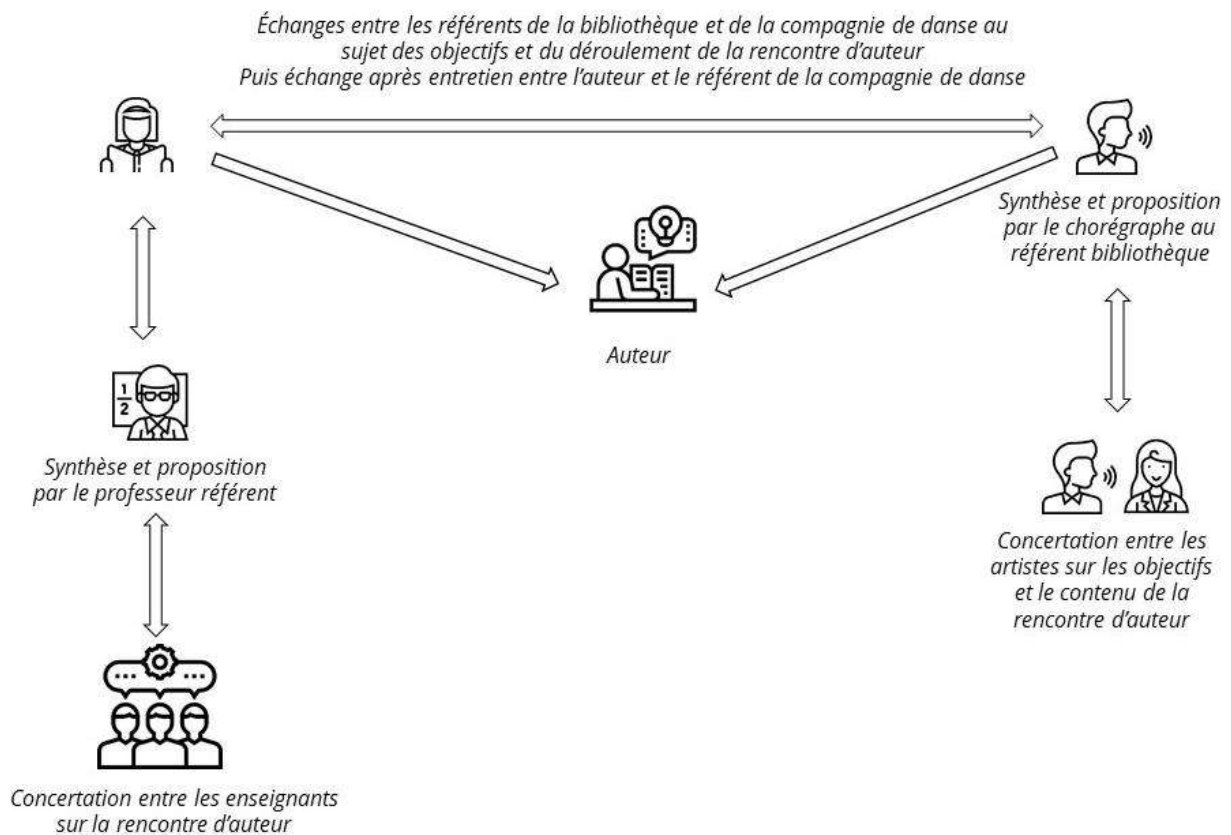 Échanges entre les référents de la bibliothèque et de la compagnie de danse au
sujet des objectifs et du déroulement de la rencontre d'auteur
Puis échange après entretien entre l'auteur et le référent de la compagnie de danse
Synthèse et proposition
par le chorégraphe au
référent bibliothèque
Auteur
1
2
Synthèse et proposition
par le professeur référent
Concertation entre les
artistes sur les objectifs
et le contenu de la
rencontre d'auteur
Concertation entre les enseignants
sur la rencontre d'auteur